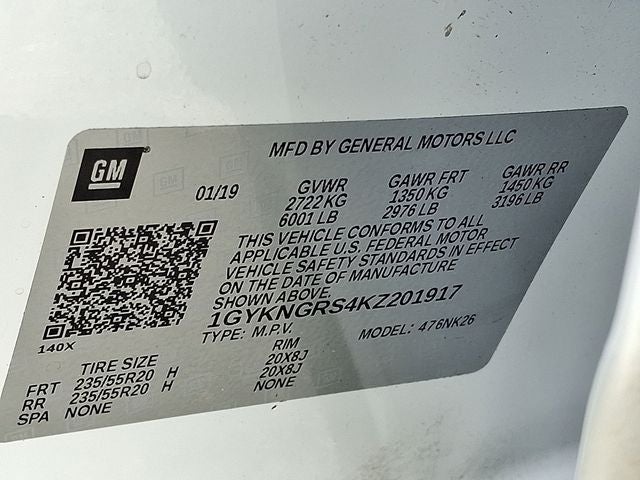 GM
MFD BY GENERAL MOTORS LLC
01/19 GVWR GAWR FRT GAWR RR
2722 KG 1350 KG 1450 KG
6001 LB 2976 LB 3196 LB
THIS VEHICLE CONFORMS TO ALL
APPLICABLE U.S. FEDERAL MOTOR
VEHICLE SAFETY STANDARDS IN EFFECT
ON THE DATE OF MANUFACTURE
SHOWN ABOVE.
1GYKNGRS4KZ201917
140X
TYPE: M.P.V. MODEL: 476NK26
TIRE SIZE RIM
FRT 235/55R20 H 20X8J
RR 235/55R20 H 20X8J
SPA NONE NONE